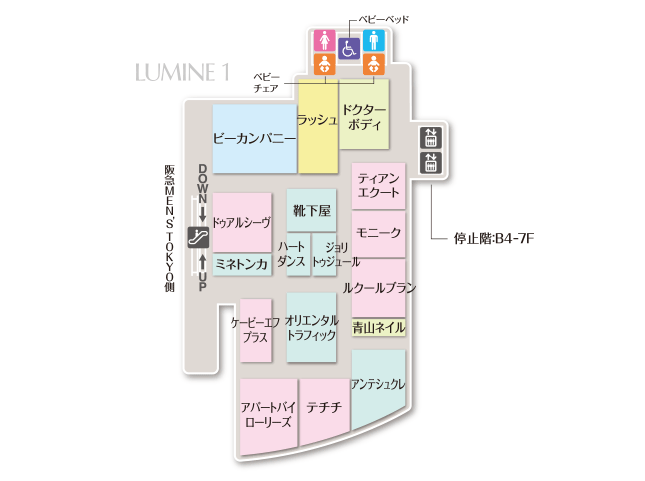 ベビーベッド
LUMINE 1
ベビー
チェア
ラッシュ
ドクター
ボディ
ビーカンパニー
ティアン
エクート
停止階:B4-7F
阪急MEN'S TOKYO側
DOWN
UP
ドゥアルシーヴ
靴下屋
モニーク
ハート
ダンス
ジョリ
トゥジュール
ミネトンカ
ルクールブラン
ケービーエフ
プラス
オリエンタル
トラフィック
青山ネイル
アンテシュクレ
アパートバイ
ローリーズ
テチチ